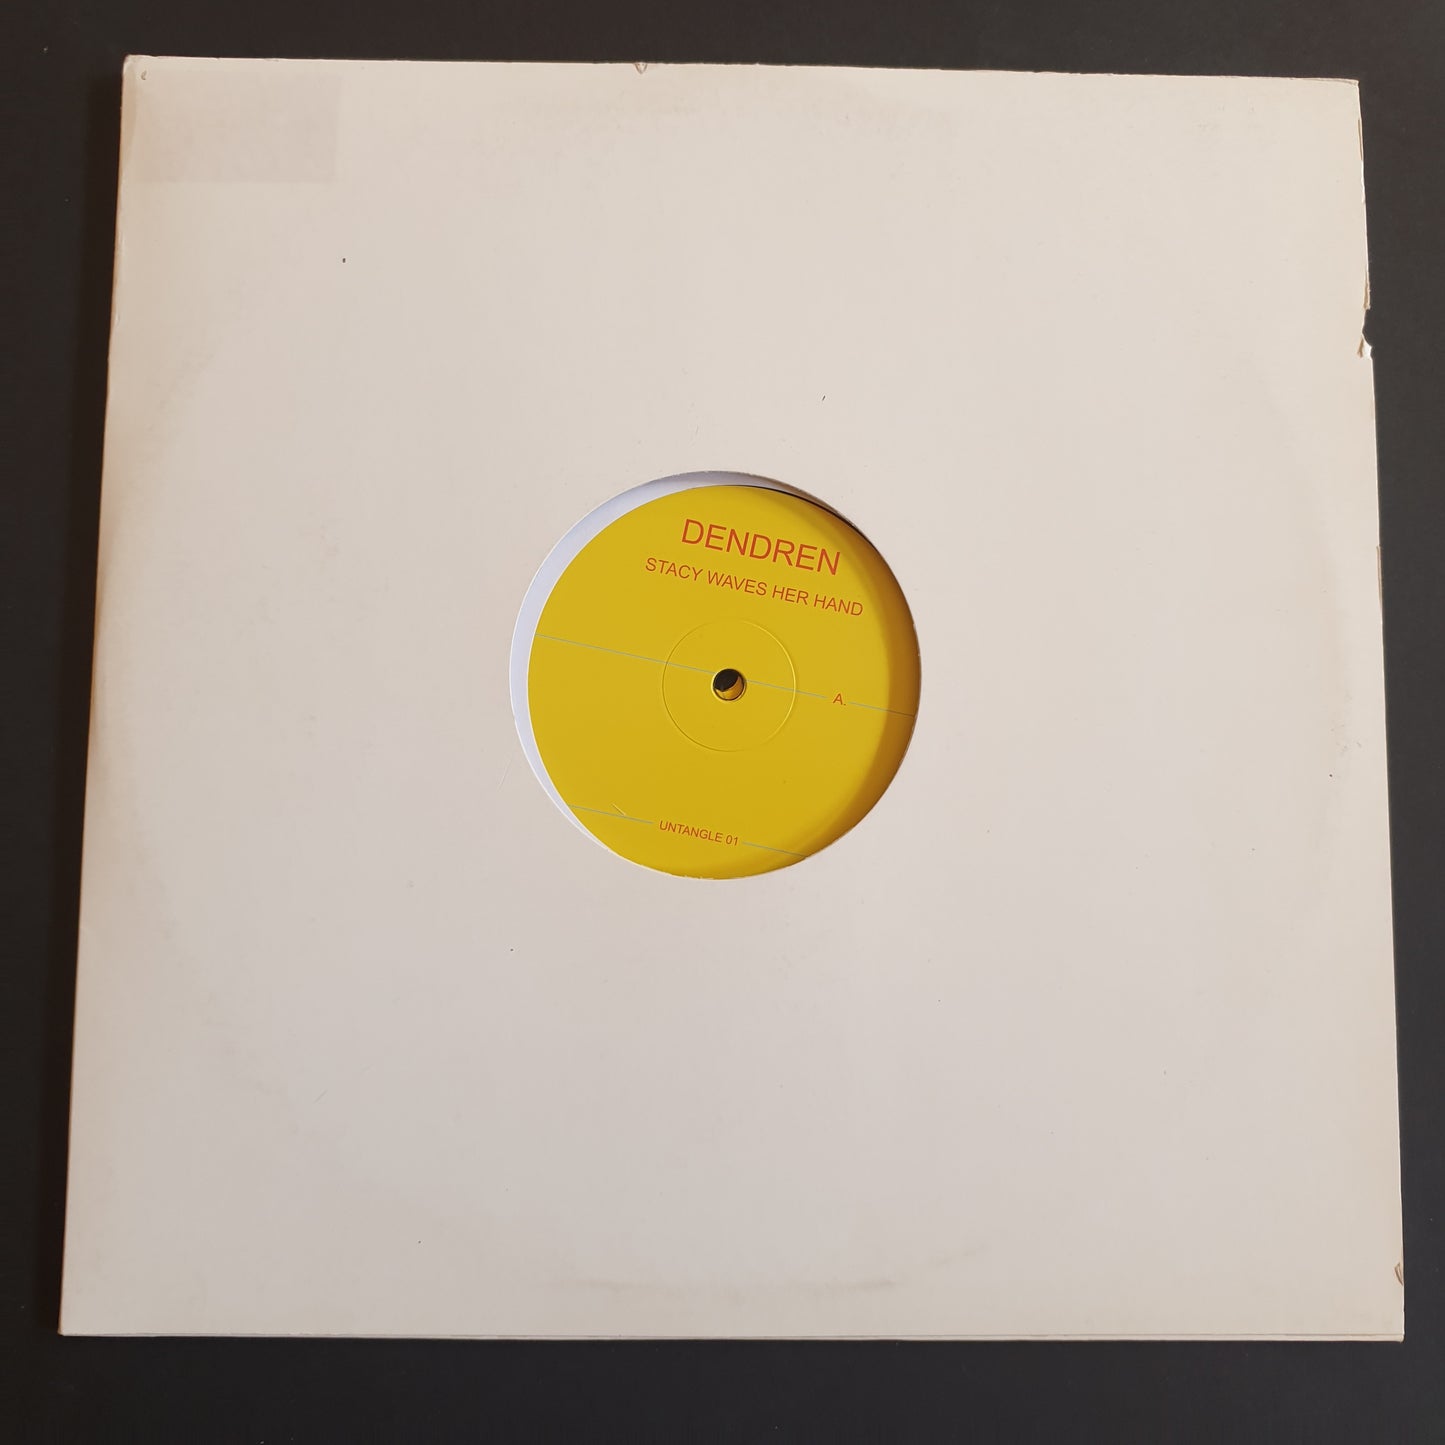 DENDREN
STACY WAVES HER HAND
A.
UNTANGLE 01